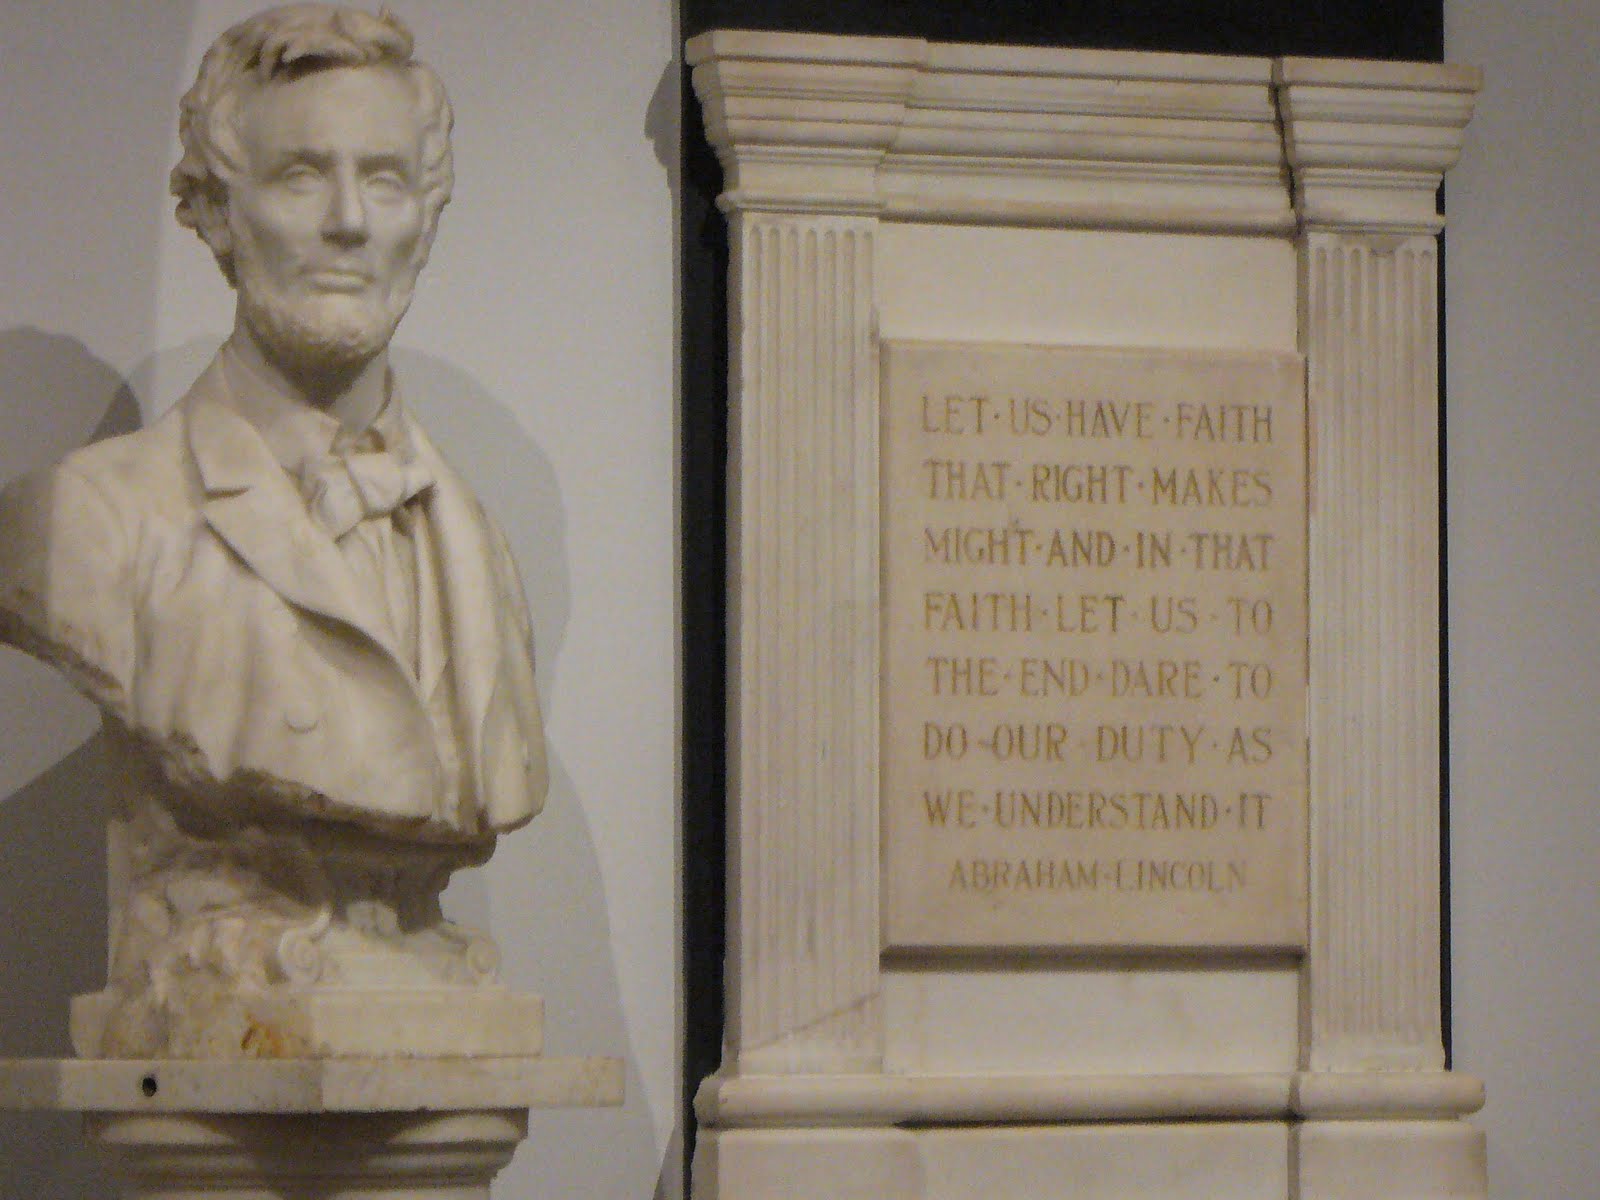 LET·US·HAVE·FAITH
THAT·RIGHT·MAKES
MIGHT·AND·IN·THAT
FAITH·LET·US·TO
THE·END·DARE·TO
DO·OUR·DUTY·AS
WE·UNDERSTAND·IT
ABRAHAM·LINCOLN